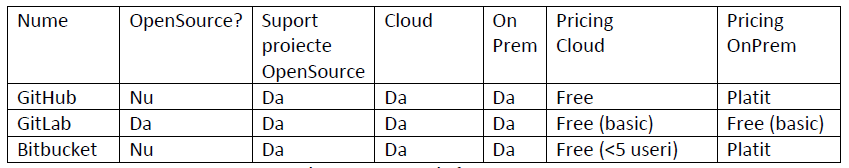 Nume OpenSource? Suport proiecte OpenSource Cloud On Prem Pricing Cloud Pricing OnPrem
GitHub Nu Da Da Da Free Platit
GitLab Da Da Da Da Free (basic) Free (basic)
Bitbucket Nu Da Da Da Free (<5 useri) Platit